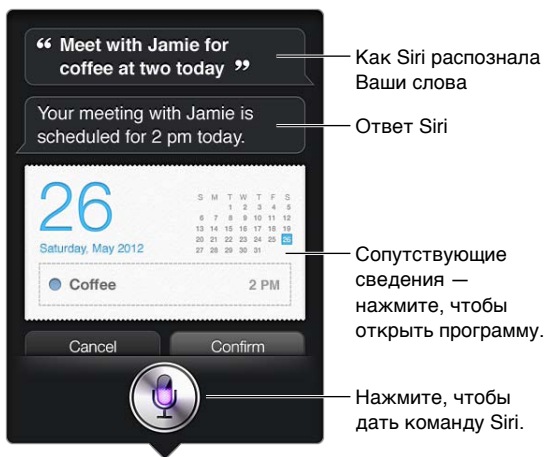 “ Meet with Jamie for
coffee at two today ”
Как Siri распознала
Ваши слова
Your meeting with Jamie is
scheduled for 2 pm today.
Ответ Siri
26
Saturday, May 2012
S M T W T F S
1 2 3 4 5
6 7 8 9 10 11 12
13 14 15 16 17 18 19
20 21 22 23 24 25 26
27 28 29 30 31
Coffee 2 PM
Сопутствующие
сведения —
нажмите, чтобы
открыть программу.
Cancel Confirm
Нажмите, чтобы
дать команду Siri.